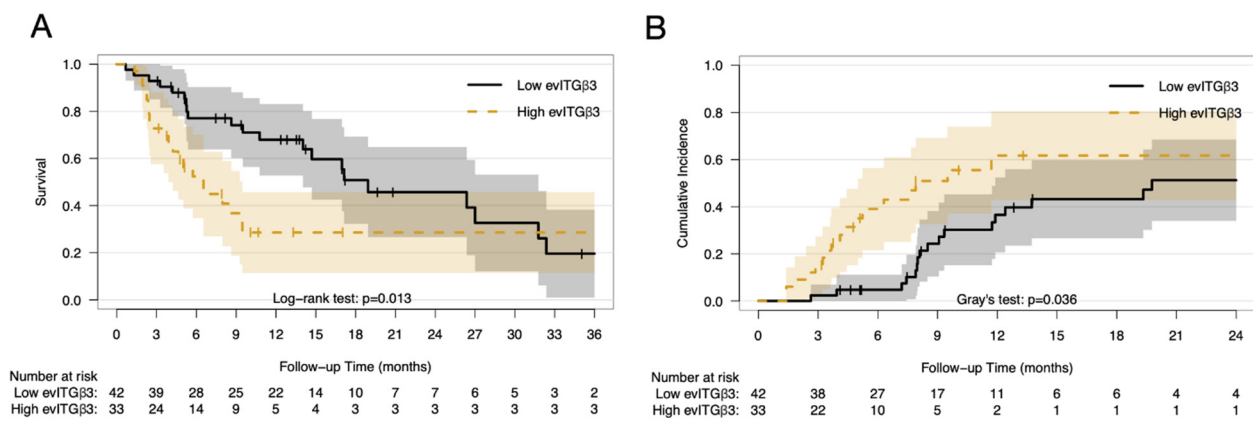 A
1.0
0.8
0.6
0.4
0.2
0.0
Survival
Low evITGβ3
High evITGβ3
Log−rank test: p=0.013
0 3 6 9 12 15 18 21 24 27 30 33 36
Follow−up Time (months)
Number at risk
Low evITGβ3: 42 39 28 25 22 14 10 7 7 6 5 3 2
High evITGβ3: 33 24 14 9 5 4 3 3 3 3 3 3 3
B
1.0
0.8
0.6
0.4
0.2
0.0
Cumulative Incidence
Low evITGβ3
High evITGβ3
Gray's test: p=0.036
0 3 6 9 12 15 18 21 24
Follow−up Time (months)
Number at risk
Low evITGβ3: 42 38 27 17 11 6 6 4 4
High evITGβ3: 33 22 10 5 2 1 1 1 1